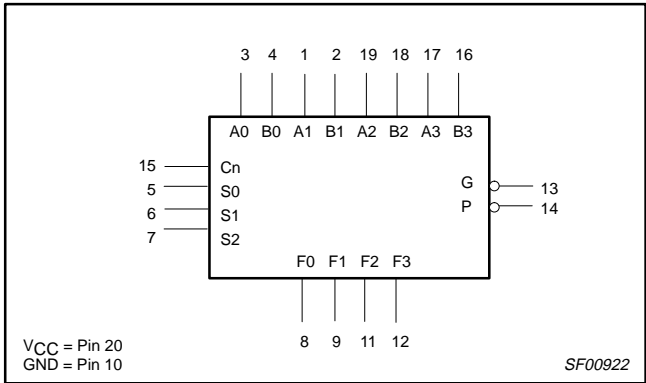 3 4 1 2 19 18 17 16
A0 B0 A1 B1 A2 B2 A3 B3
15 Cn
5 S0
G 13
6 S1
P 14
7 S2
F0 F1 F2 F3
8 9 11 12
VCC = Pin 20
GND = Pin 10
SF00922